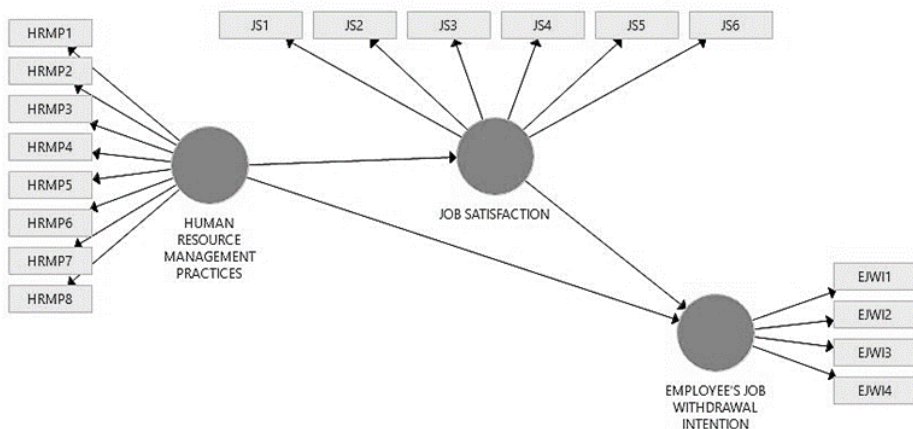 HRMP1
HRMP2
HRMP3
HRMP4
HRMP5
HRMP6
HRMP7
HRMP8
HUMAN
RESOURCE
MANAGEMENT
PRACTICES
JS1
JS2
JS3
JS4
JS5
JS6
JOB SATISFACTION
EJWI1
EJWI2
EJWI3
EJWI4
EMPLOYEE'S JOB
WITHDRAWAL
INTENTION